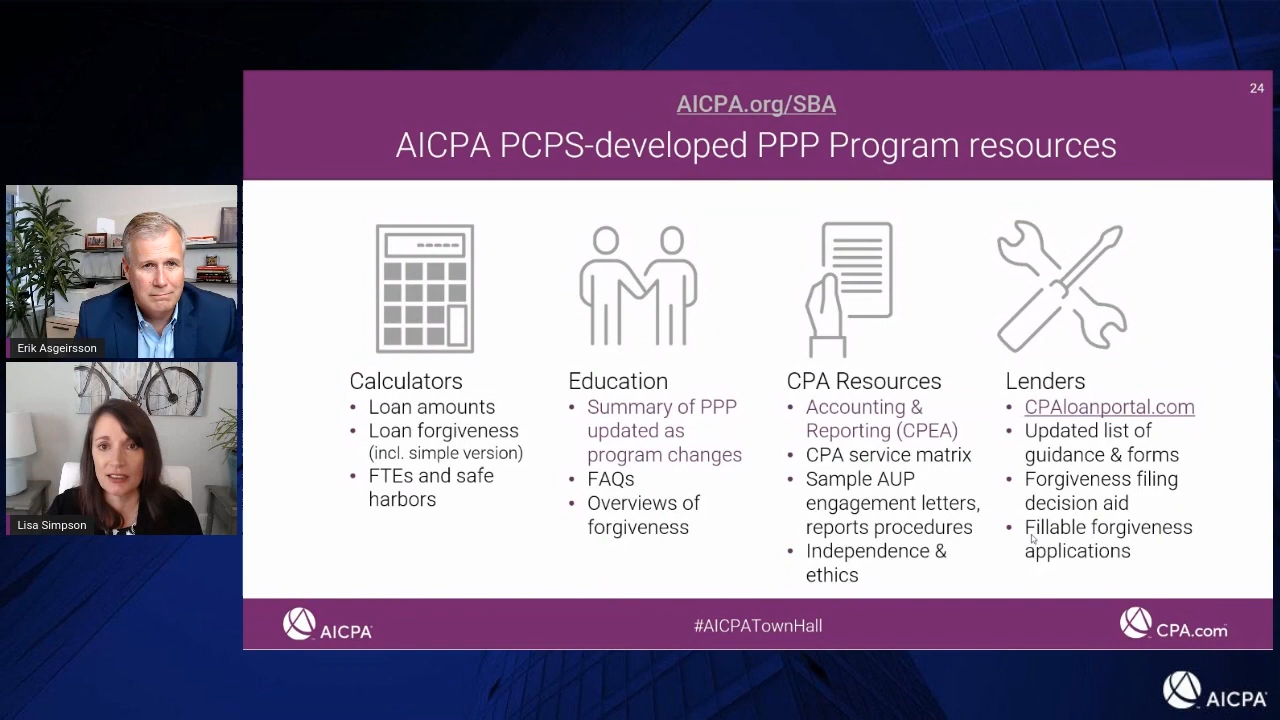 AICPA.org/SBA
24
AICPA PCPS-developed PPP Program resources
Erik Asgeirsson
Lisa Simpson
Calculators
• Loan amounts
• Loan forgiveness
(incl. simple version)
• FTEs and safe
harbors
Education
• Summary of PPP
updated as
program changes
• FAQs
• Overviews of
forgiveness
CPA Resources
• Accounting &
Reporting (CPEA)
• CPA service matrix
• Sample AUP
engagement letters,
reports procedures
• Independence &
ethics
Lenders
• CPAloanportal.com
• Updated list of
guidance & forms
• Forgiveness filing
decision aid
• Fillable forgiveness
applications
AICPA
#AICPATownHall
CPA.com
AICPA